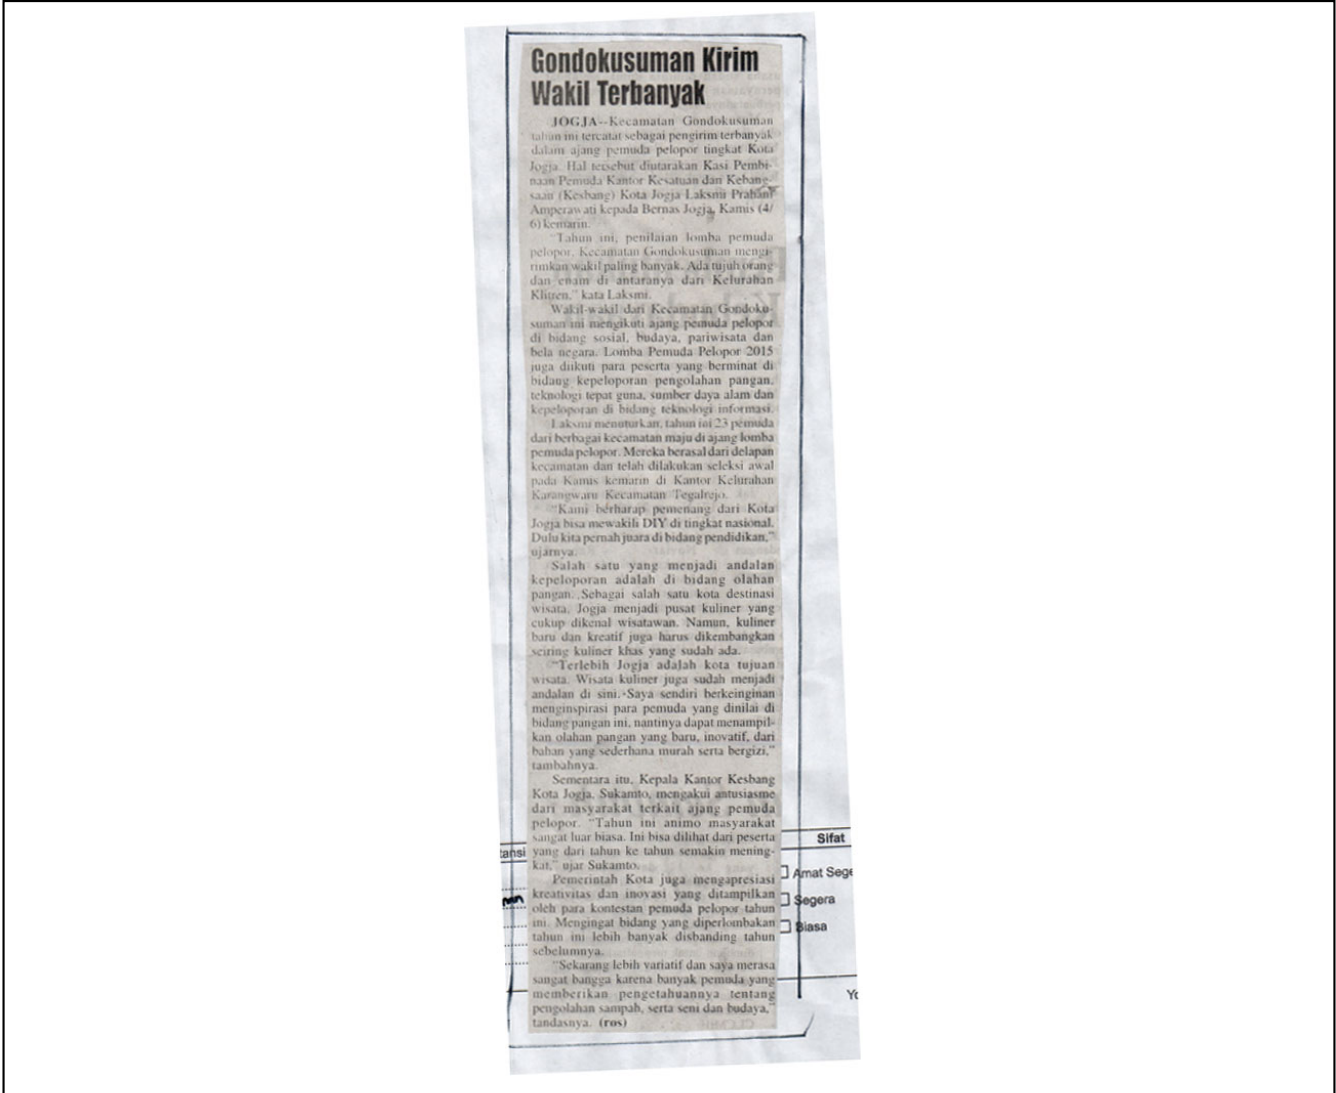 Gondokusuman Kirim
Wakil Terbanyak
JOGJA--Kecamatan Gondokusuman
tahun ini tercatat sebagai pengirim terbanyak
dalam ajang pemuda pelopor tingkat Kota
Jogja. Hal tersebut diutarakan Kasi Pembi-
naan Pemuda Kantor Kesatuan dan Kebang-
saan (Kesbang) Kota Jogja Laksmi Prahani
Amperawati kepada Bernas Jogja, Kamis (4/
6) kemarin.
"Tahun ini, penilaian lomba pemuda
pelopor, Kecamatan Gondokusuman mengi-
rimkan wakil paling banyak. Ada tujuh orang
dan enam di antaranya dari Kelurahan
Klitren," kata Laksmi.
Wakil-wakil dari Kecamatan Gondoku-
suman ini mengikuti ajang pemuda pelopor
di bidang sosial, budaya, pariwisata dan
bela negara. Lomba Pemuda Pelopor 2015
juga diikuti para peserta yang berminat di
bidang kepeloporan pengolahan pangan,
teknologi tepat guna, sumber daya alam dan
kepeloporan di bidang teknologi informasi.
Laksmi menuturkan, tahun ini 23 pemuda
dari berbagai kecamatan maju di ajang lomba
pemuda pelopor. Mereka berasal dari delapan
kecamatan dan telah dilakukan seleksi awal
pada Kamis kemarin di Kantor Kelurahan
Karangwaru Kecamatan Tegalrejo.
"Kami berharap pemenang dari Kota
Jogja bisa mewakili DIY di tingkat nasional.
Dulu kita pernah juara di bidang pendidikan,"
ujarnya.
Salah satu yang menjadi andalan
kepeloporan adalah di bidang olahan
pangan. Sebagai salah satu kota destinasi
wisata, Jogja menjadi pusat kuliner yang
cukup dikenal wisatawan. Namun, kuliner
baru dan kreatif juga harus dikembangkan
seiring kuliner khas yang sudah ada.
"Terlebih Jogja adalah kota tujuan
wisata. Wisata kuliner juga sudah menjadi
andalan di sini. Saya sendiri berkeinginan
menginspirasi para pemuda yang dinilai di
bidang pangan ini, nantinya dapat menampil-
kan olahan pangan yang baru, inovatif, dari
bahan yang sederhana murah serta bergizi,"
tambahnya.
Sementara itu, Kepala Kantor Kesbang
Kota Jogja, Sukamto, mengakui antusiasme
dari masyarakat terkait ajang pemuda
pelopor. "Tahun ini animo masyarakat
sangat luar biasa. Ini bisa dilihat dari peserta
yang dari tahun ke tahun semakin mening-
kat," ujar Sukamto.
Pemerintah Kota juga mengapresiasi
kreativitas dan inovasi yang ditampilkan
oleh para kontestan pemuda pelopor tahun
ini. Mengingat bidang yang diperlombakan
tahun ini lebih banyak disbanding tahun
sebelumnya.
"Sekarang lebih variatif dan saya merasa
sangat bangga karena banyak pemuda yang
memberikan pengetahuannya tentang
pengolahan sampah, serta seni dan budaya,"
tandasnya. (ros)
tansi
Sifat
Amat Sege
Segera
Biasa
Yo